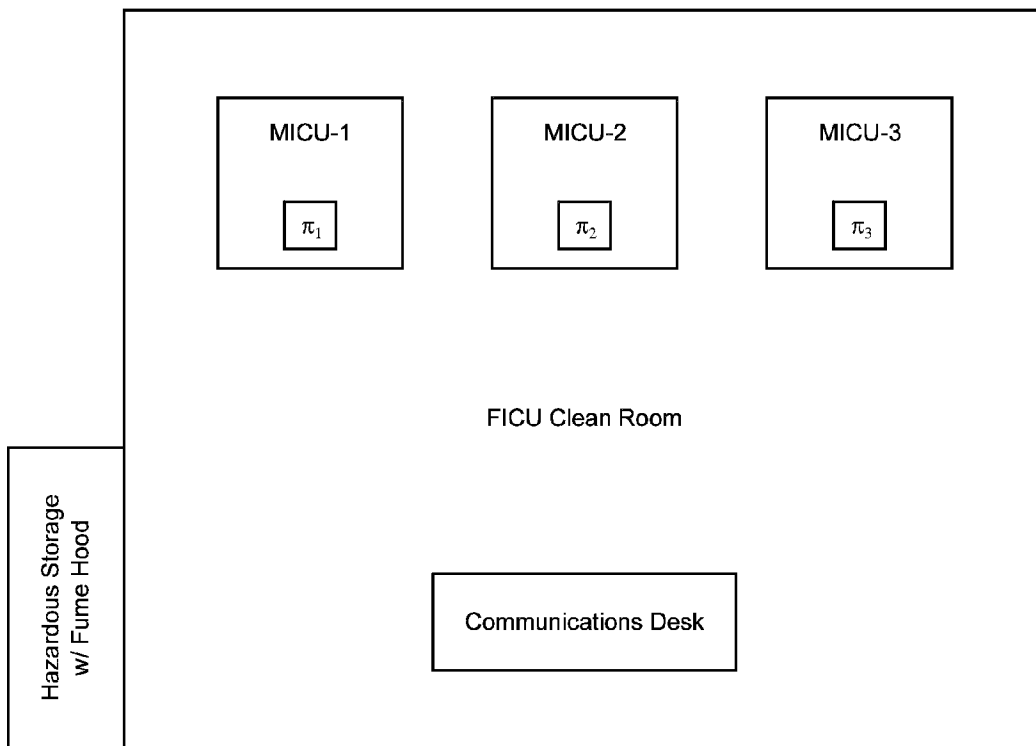 MICU-1
MICU-2
MICU-3
π₁
π₂
π₃
FICU Clean Room
Hazardous Storage
w/ Fume Hood
Communications Desk